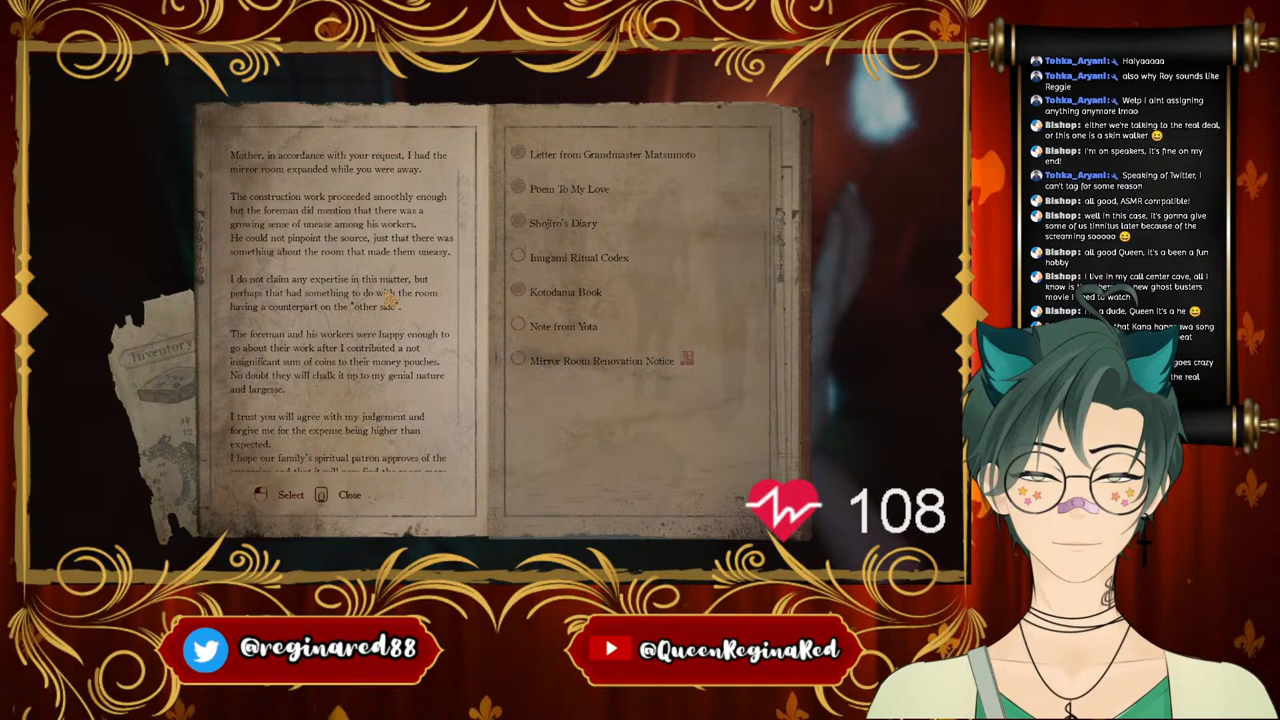 Mother, in accordance with your request, I had the
mirror room expanded while you were away.
The construction work proceeded smoothly enough
but the foreman did mention that there was a
growing sense of unease among his workers.
He could not pinpoint the source, just that there was
something about the room that made them uneasy.
I do not claim any expertise in this matter, but
perhaps that had something to do with the room
having a counterpart on the "other side".
The foreman and his workers were happy enough to
go about their work after I contributed a not
insignificant sum of coins to their money pouches.
No doubt they will chalk it up to my genial nature
and largesse.
I trust you will agree with my judgement and
forgive me for the expense being higher than
expected.
I hope our family's spiritual patron approves of the
Select
Q
Close
Inventory
Letter from Grandmaster Matsumoto
Poem To My Love
Shojiro's Diary
Inugami Ritual Codex
Kotodama Book
Note from Yota
Mirror Room Renovation Notice
108
@reginared88
@QueenReginaRed
Tohka_Aryani: Haiyaaaaa
Tohka_Aryani: also why Roy sounds like
Reggie
Tohka_Aryani: Welp I aint assigning
anything anymore lmao
Bishop: either we're talking to the real deal,
or this one is a skin walker
Bishop: I'm on speakers, it's fine on my
end!
Tohka_Aryani: Speaking of Twitter, I
can't tag for some reason
Bishop: all good, ASMR compatible!
Bishop: well in this case, it's gonna give
some of us tinnitus later because of the
screaming sooooo
Bishop: all good Queen, it's a been a fun
hobby
Bishop: I live in my call center cave, all I
know is new ghost busters
movie I need to watch
Bishop: a dude, Queen it's a he
that Kana song
goes crazy
the real